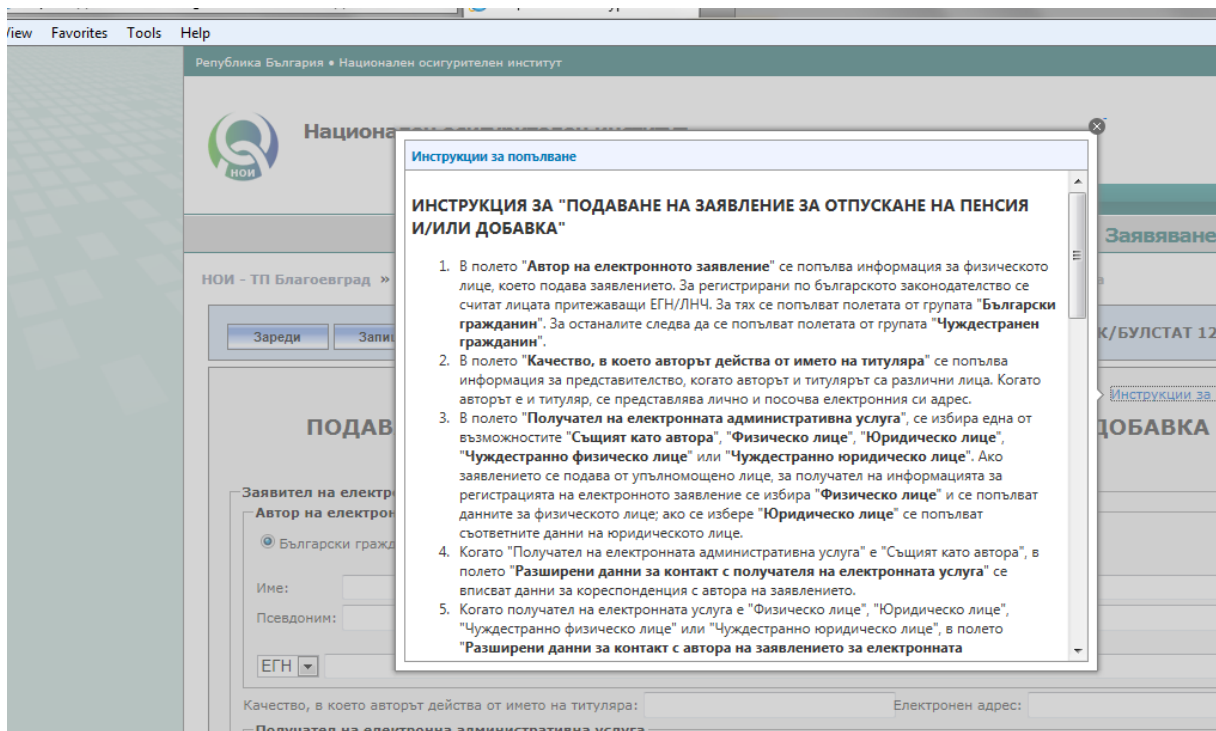 View Favorites Tools Help
Република България • Национален осигурителен институт
НОИ
Национален осигурителен институт
Заявяване
НОИ - ТП Благоевград »
Зареди
К/БУЛСТАТ 12
Инструкции за
ПОДАВ
ДОБАВКА
Инструкции за попълване
ИНСТРУКЦИЯ ЗА "ПОДАВАНЕ НА ЗАЯВЛЕНИЕ ЗА ОТПУСКАНЕ НА ПЕНСИЯ
И/ИЛИ ДОБАВКА"
1. В полето "Автор на електронното заявление" се попълва информация за физическото
лице, което подава заявлението. За регистрирани по българското законодателство се
считат лицата притежаващи ЕГН/ЛНЧ. За тях се попълват полетата от групата "Български
гражданин". За останалите следва да се попълват полетата от групата "Чуждестранен
гражданин".
2. В полето "Качество, в което авторът действа от името на титуляра" се попълва
информация за представителство, когато авторът и титулярът са различни лица. Когато
авторът е и титуляр, се представлява лично и посочва електронния си адрес.
3. В полето "Получател на електронната административна услуга", се избира една от
възможностите "Същият като автора", "Физическо лице", "Юридическо лице",
"Чуждестранно физическо лице" или "Чуждестранно юридическо лице". Ако
заявлението се подава от упълномощено лице, за получател на информацията за
регистрацията на електронното заявление се избира "Физическо лице" и се попълват
данните за физическото лице; ако се избере "Юридическо лице" се попълват
съответните данни на юридическото лице.
4. Когато "Получател на електронната административна услуга" е "Същият като автора", в
полето "Разширени данни за контакт с получателя на електронната услуга" се
вписват данни за кореспонденция с автора на заявлението.
5. Когато получател на електронната услуга е "Физическо лице", "Юридическо лице",
"Чуждестранно физическо лице" или "Чуждестранно юридическо лице", в полето
"Разширени данни за контакт с автора на заявлението за електронната
Заявител на електр
Автор на електрон
Български гражд
Име:
Псевдоним:
ЕГН
Качество, в което авторът действа от името на титуляра:
Електронен адрес:
Получател на електронна административна услуга